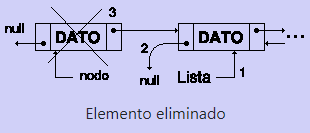 3
null DATO DATO ...
2
nodo null Lista 1
Elemento eliminado